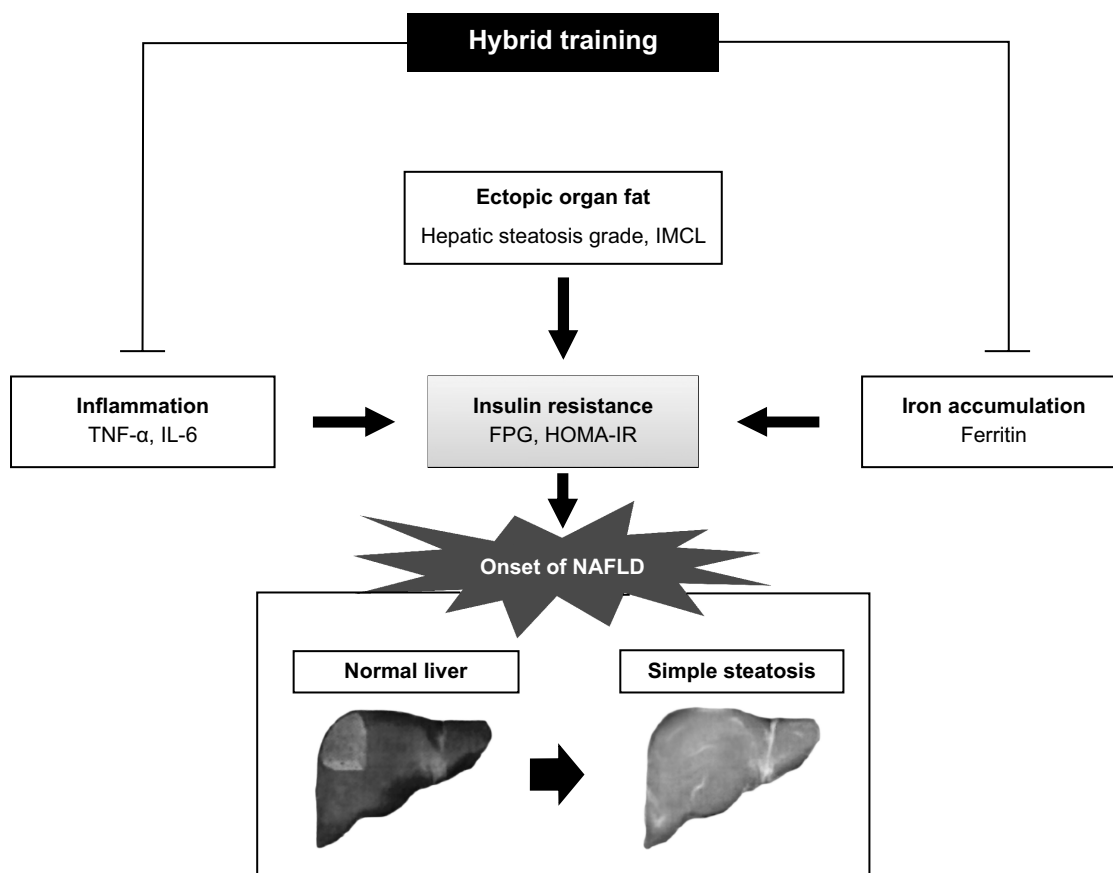 Hybrid training
Ectopic organ fat
Hepatic steatosis grade, IMCL
Inflammation
TNF-α, IL-6
Insulin resistance
FPG, HOMA-IR
Iron accumulation
Ferritin
Onset of NAFLD
Normal liver
Simple steatosis